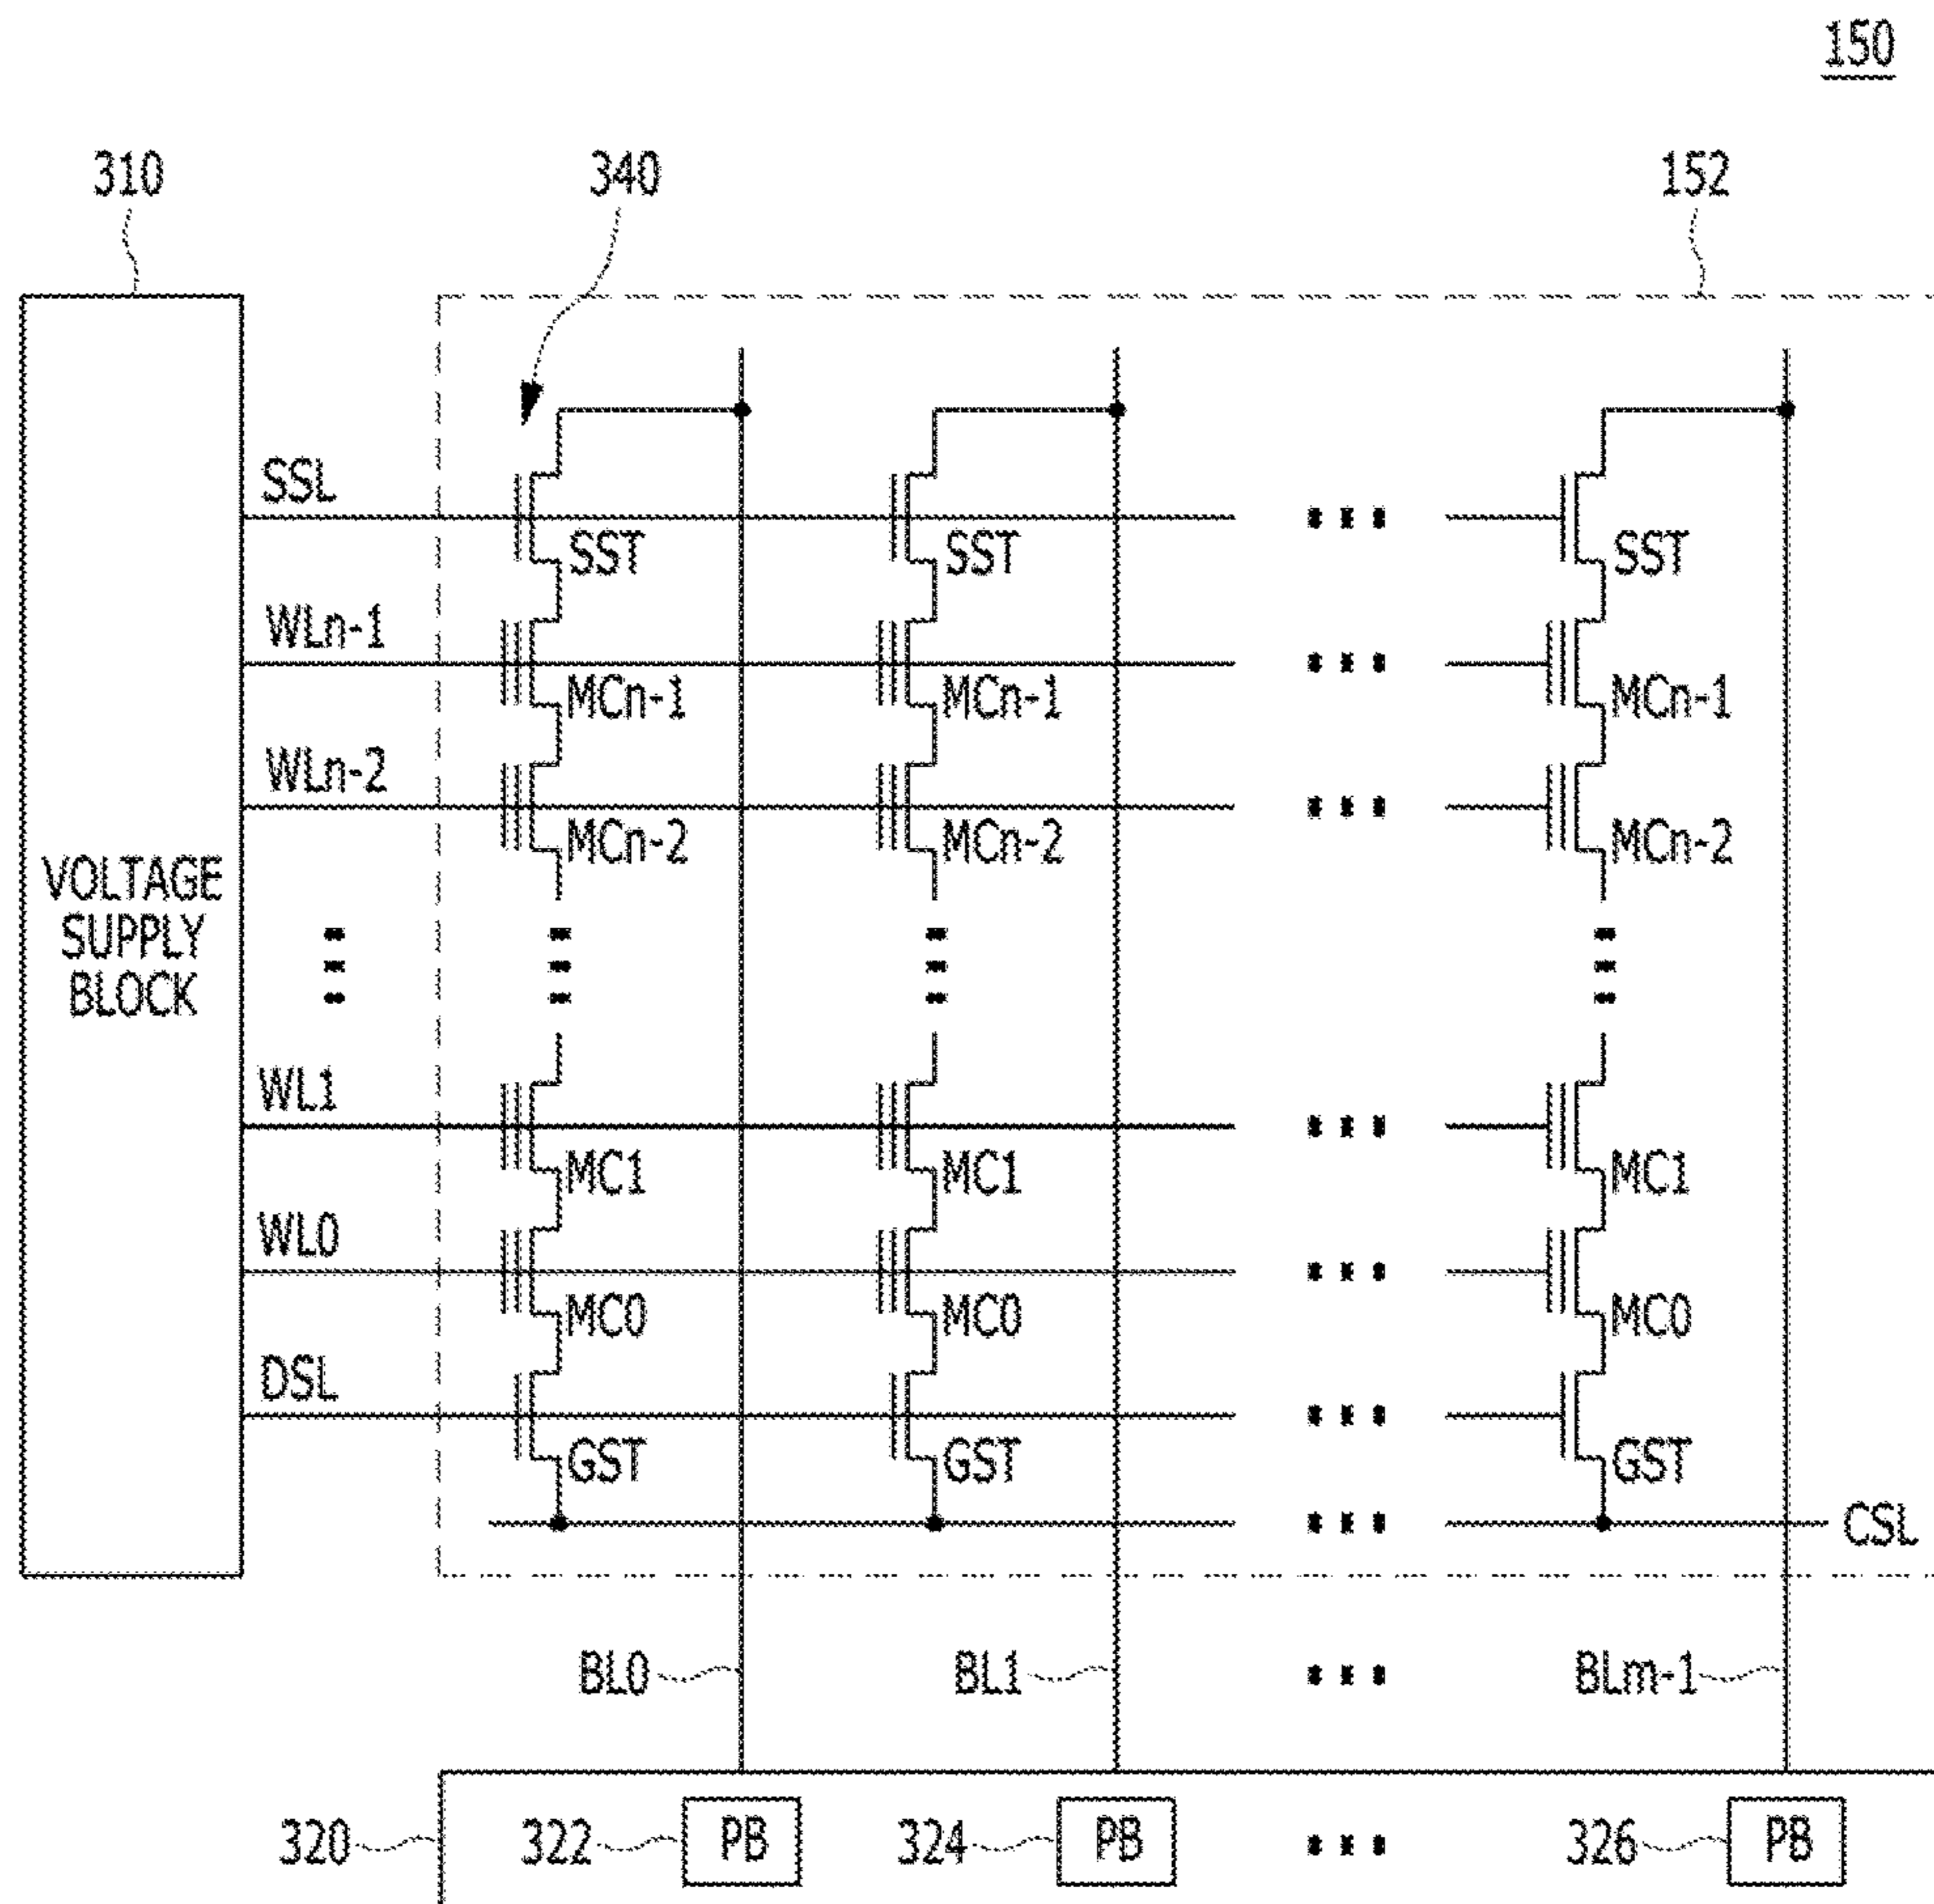 150
310 340 152
SSL
SST SST SST
WLn-1
MCn-1 MCn-1 MCn-1
WLn-2
MCn-2 MCn-2 MCn-2
VOLTAGE
SUPPLY
BLOCK
WL1
MC1 MC1 MC1
WL0
MC0 MC0 MC0
DSL
GST GST GST
CSL
BL0 BL1 BLm-1
320 322 PB 324 PB 326 PB